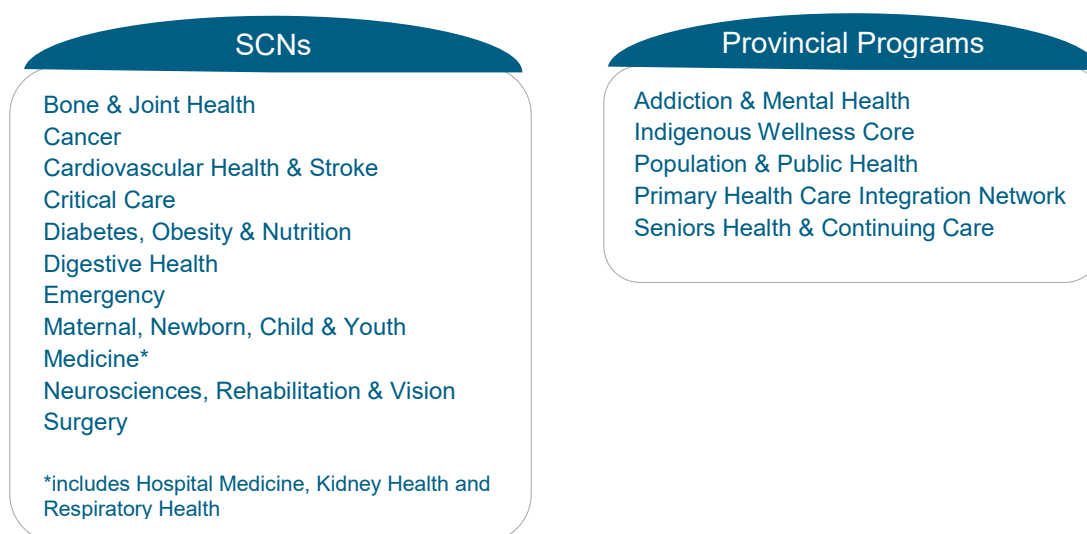 SCNs
Bone & Joint Health
Cancer
Cardiovascular Health & Stroke
Critical Care
Diabetes, Obesity & Nutrition
Digestive Health
Emergency
Maternal, Newborn, Child & Youth
Medicine*
Neurosciences, Rehabilitation & Vision
Surgery
*includes Hospital Medicine, Kidney Health and
Respiratory Health
Provincial Programs
Addiction & Mental Health
Indigenous Wellness Core
Population & Public Health
Primary Health Care Integration Network
Seniors Health & Continuing Care